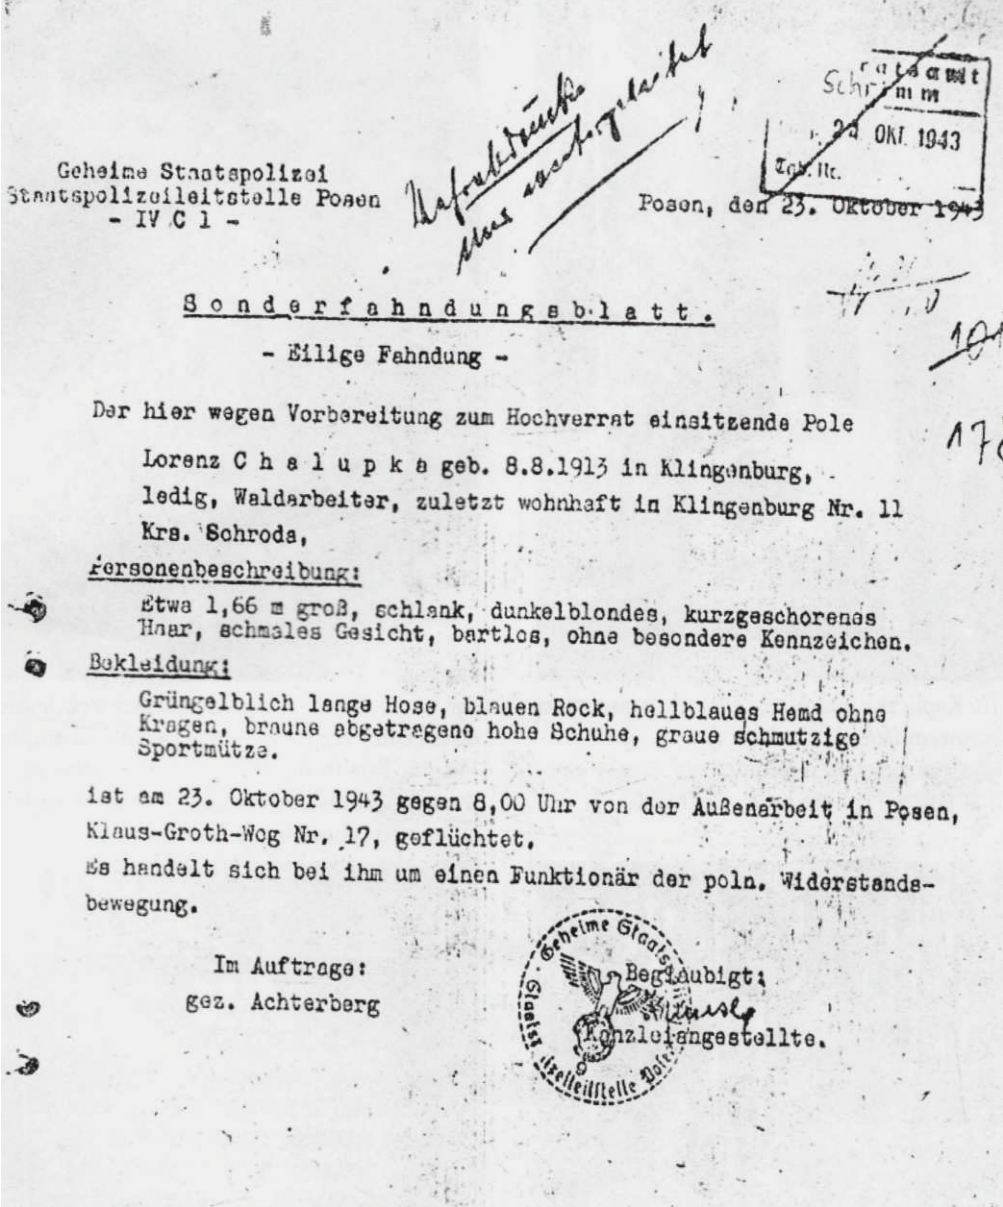 Geheime Staatspolizei
Staatspolizeileitstelle Posen
- IV C 1 -
Schrimm
OKT. 1943
Tgb. Nr.
Posen, den 23. Oktober 1943
Sonderfahndungsblatt.
- Eilige Fahndung -
Der hier wegen Vorbereitung zum Hochverrat einsitzende Pole
Lorenz Chalupka geb. 8.8.1913 in Klingenburg,
ledig, Waldarbeiter, zuletzt wohnhaft in Klingenburg Nr. 11
Krs. Schroda,
Personenbeschreibung:
Etwa 1,66 m groß, schlank, dunkelblondes, kurzgeschorenes
Haar, schmales Gesicht, bartlos, ohne besondere Kennzeichen.
Bekleidung:
Grüngelblich lange Hose, blauen Rock, hellblaues Hemd ohne
Kragen, braune abgetragene hohe Schuhe, graue schmutzige
Sportmütze.
ist am 23. Oktober 1943 gegen 8,00 Uhr von der Außenarbeit in Posen,
Klaus-Groth-Weg Nr. 17, geflüchtet.
Es handelt sich bei ihm um einen Funktionär der poln. Widerstands-
bewegung.
Im Auftrage:
gez. Achterberg
Beglaubigt:
Kanzleiangestellte.
Geheime Staats